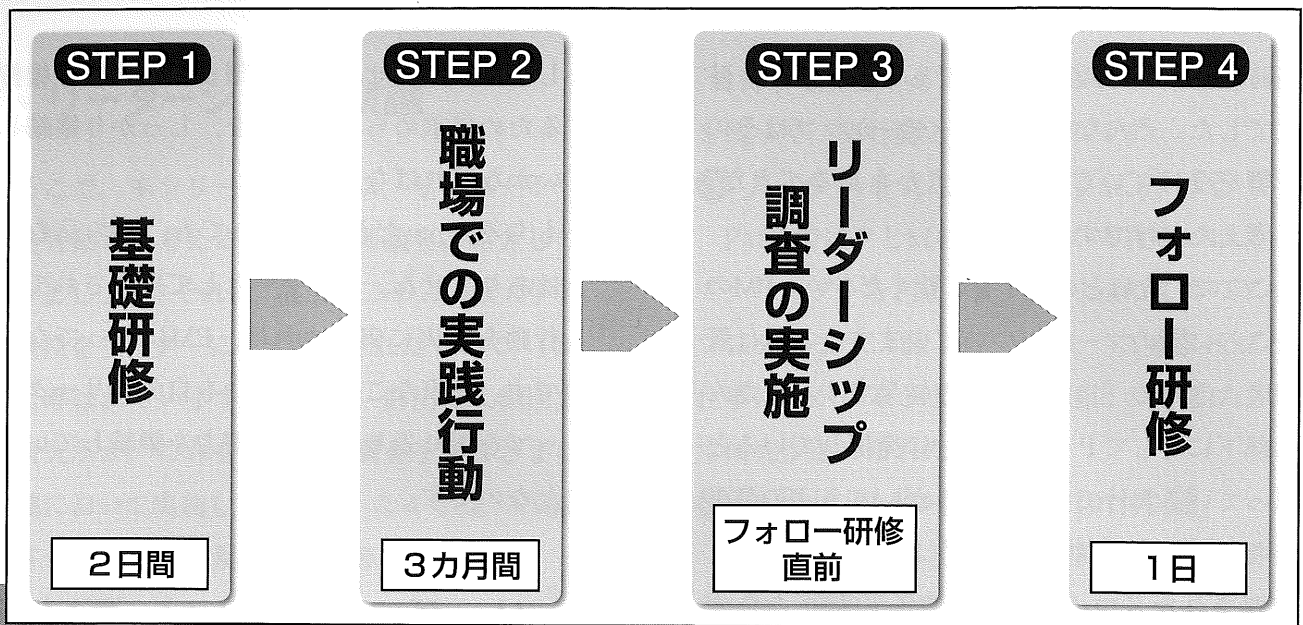 STEP 1
基礎研修
2日間
STEP 2
職場での実践行動
3カ月間
STEP 3
リーダーシップ
調査の実施
フォロー研修
直前
STEP 4
フォロー研修
1日